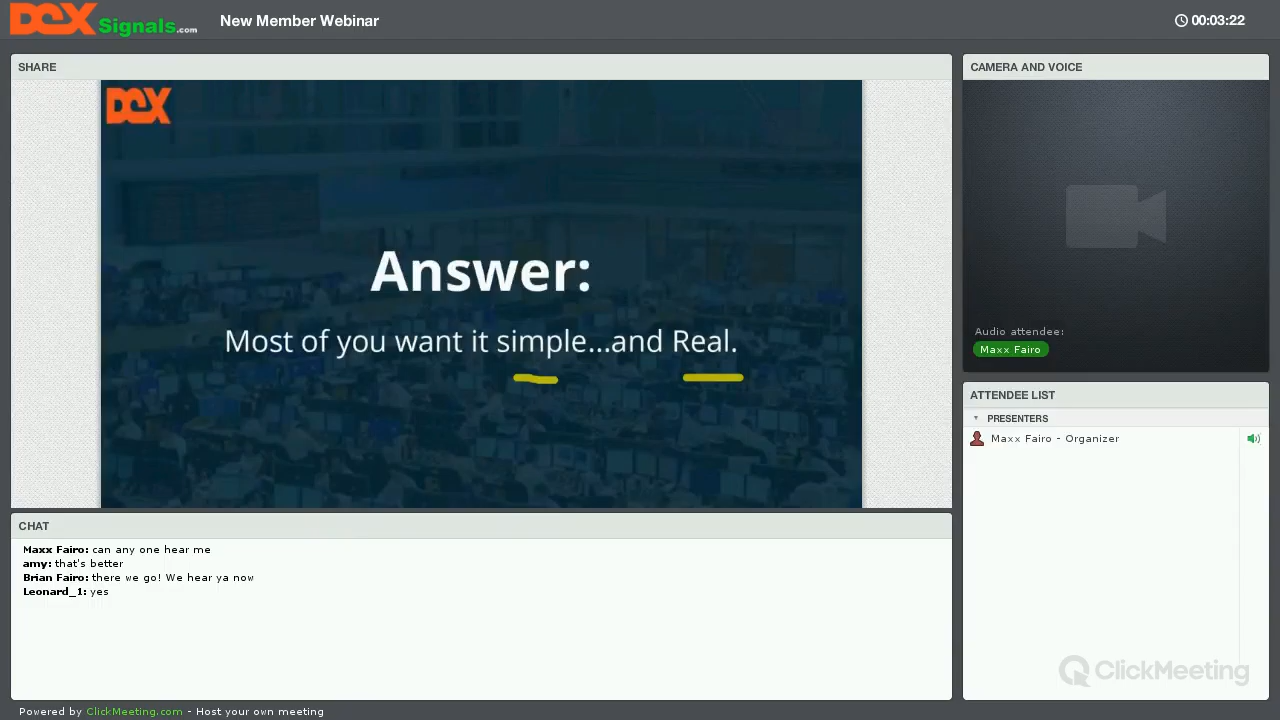 DCX Signals.com
New Member Webinar
00:03:22
SHARE
DCX
Answer:
Most of you want it simple...and Real.
CAMERA AND VOICE
Audio attendee:
Maxx Fairo
ATTENDEE LIST
PRESENTERS
Maxx Fairo - Organizer
CHAT
Maxx Fairo: can any one hear me
amy: that's better
Brian Fairo: there we go! We hear ya now
Leonard_1: yes
ClickMeeting
Powered by ClickMeeting.com - Host your own meeting